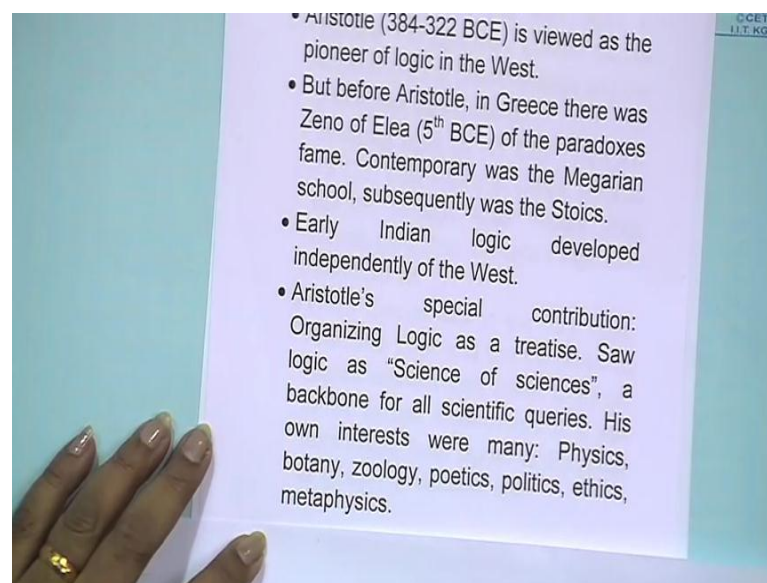 • Aristotle (384-322 BCE) is viewed as the
pioneer of logic in the West.
• But before Aristotle, in Greece there was
Zeno of Elea (5th BCE) of the paradoxes
fame. Contemporary was the Megarian
school, subsequently was the Stoics.
• Early Indian logic developed
independently of the West.
• Aristotle's special contribution:
Organizing Logic as a treatise. Saw
logic as “Science of sciences”, a
backbone for all scientific queries. His
own interests were many: Physics,
botany, zoology, poetics, politics, ethics,
metaphysics.